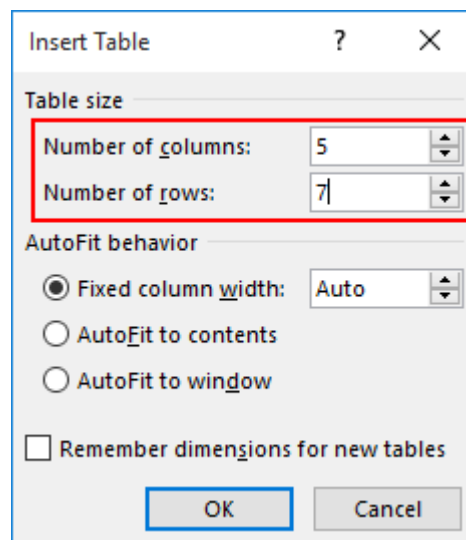 Insert Table ?
Table size
Number of columns: 5
Number of rows: 7
AutoFit behavior
Fixed column width: Auto
AutoFit to contents
AutoFit to window
Remember dimensions for new tables
OK Cancel